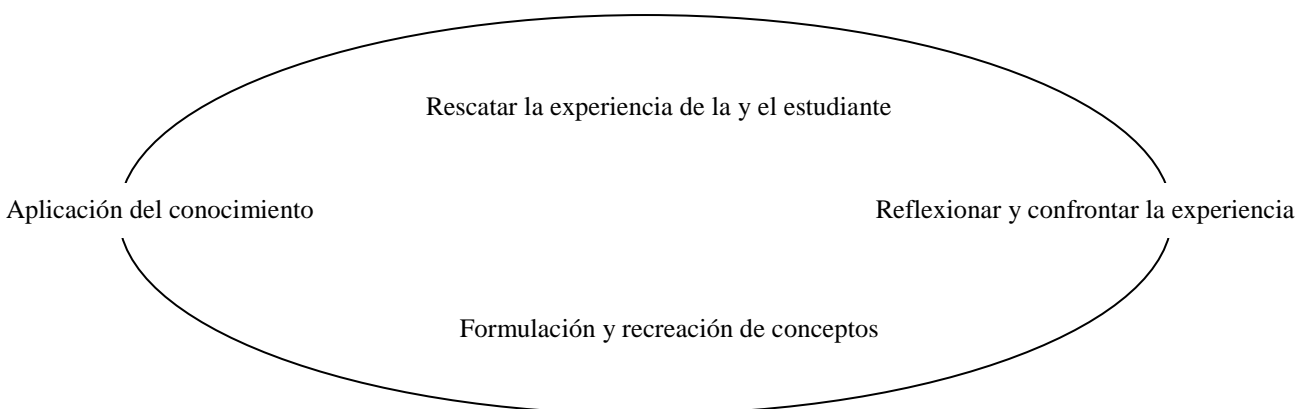 Rescatar la experiencia de la y el estudiante
Aplicación del conocimiento
Reflexionar y confrontar la experiencia
Formulación y recreación de conceptos